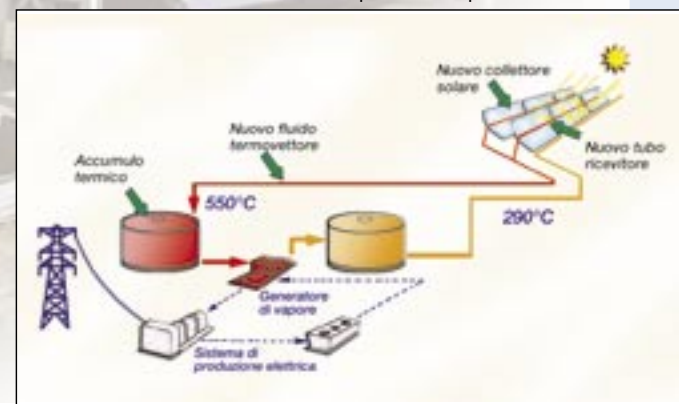 Nuovo collettore
solare
Nuovo fluido
termovettore
Nuovo tubo
ricevitore
Accumulo
termico
550°C
290°C
Generatore
di vapore
Sistema di
produzione elettrica